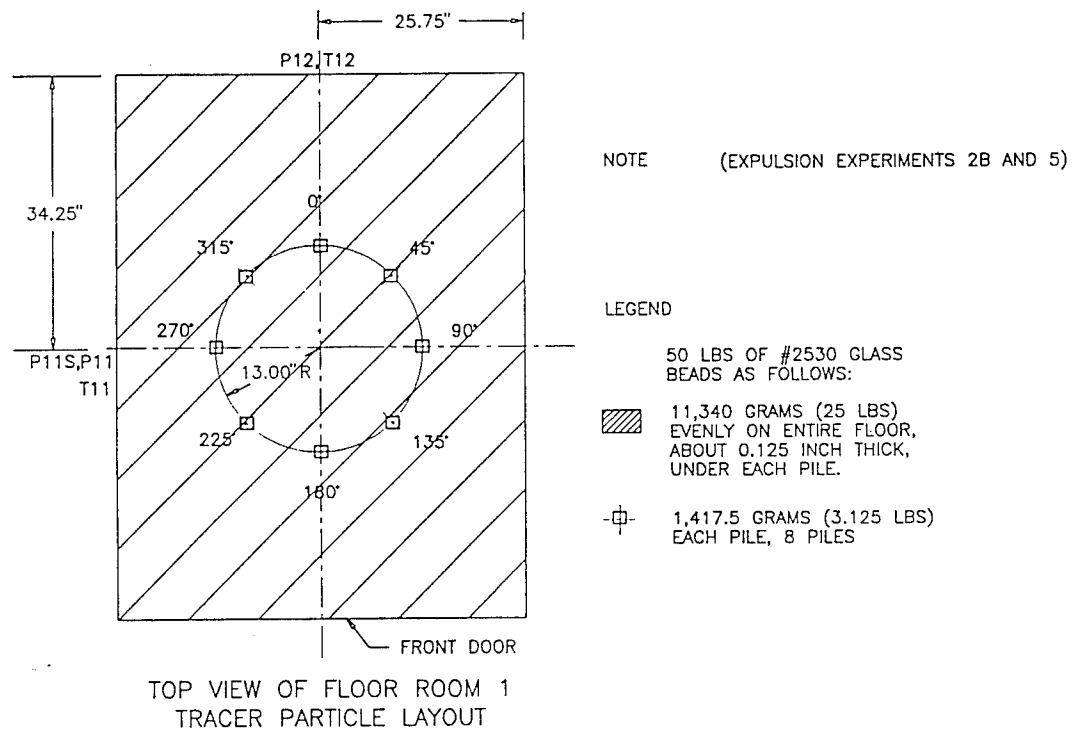 25.75"
P12, T12
34.25"
NOTE (EXPULSION EXPERIMENTS 2B AND 5)
0°
315° 45°
270° 90°
P11S,P11
T11
13.00"R
225° 135°
180°
LEGEND
50 LBS OF #2530 GLASS
BEADS AS FOLLOWS:
11,340 GRAMS (25 LBS)
EVENLY ON ENTIRE FLOOR,
ABOUT 0.125 INCH THICK,
UNDER EACH PILE.
1,417.5 GRAMS (3.125 LBS)
EACH PILE, 8 PILES
FRONT DOOR
TOP VIEW OF FLOOR ROOM 1
TRACER PARTICLE LAYOUT